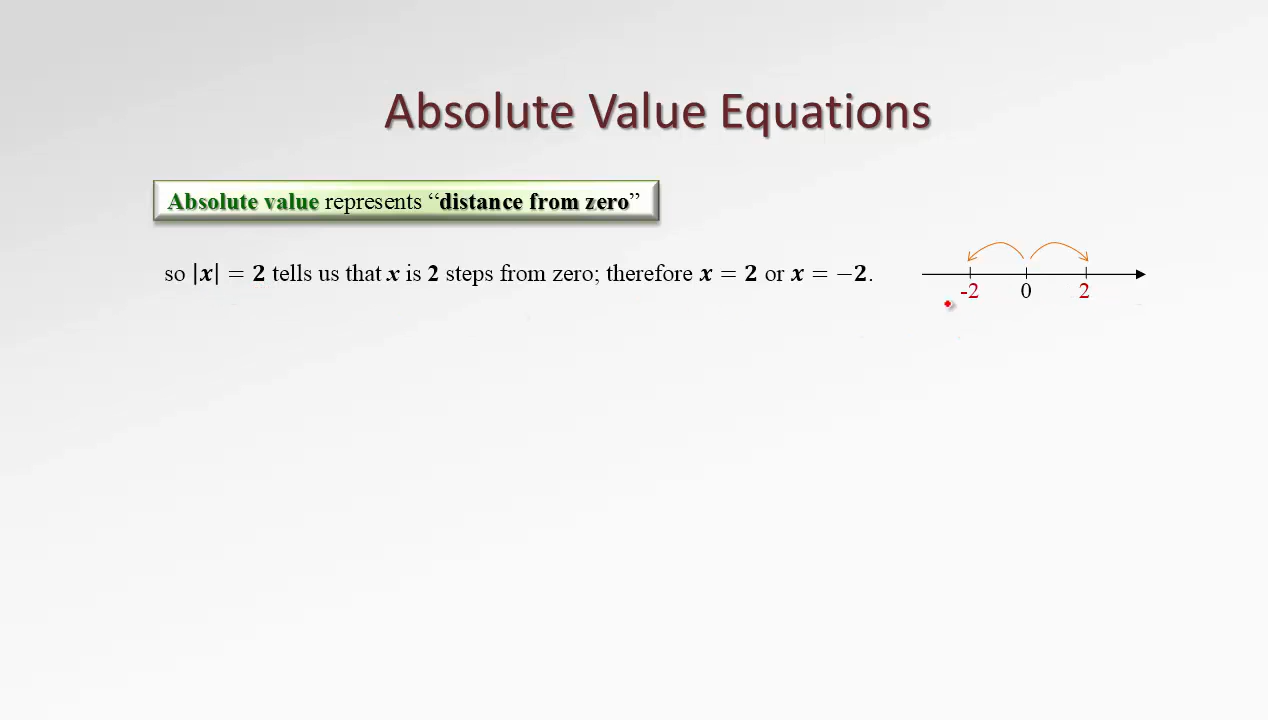 Absolute Value Equations
Absolute value represents “distance from zero”
so |x| = 2 tells us that x is 2 steps from zero; therefore x = 2 or x = −2.
-2 0 2